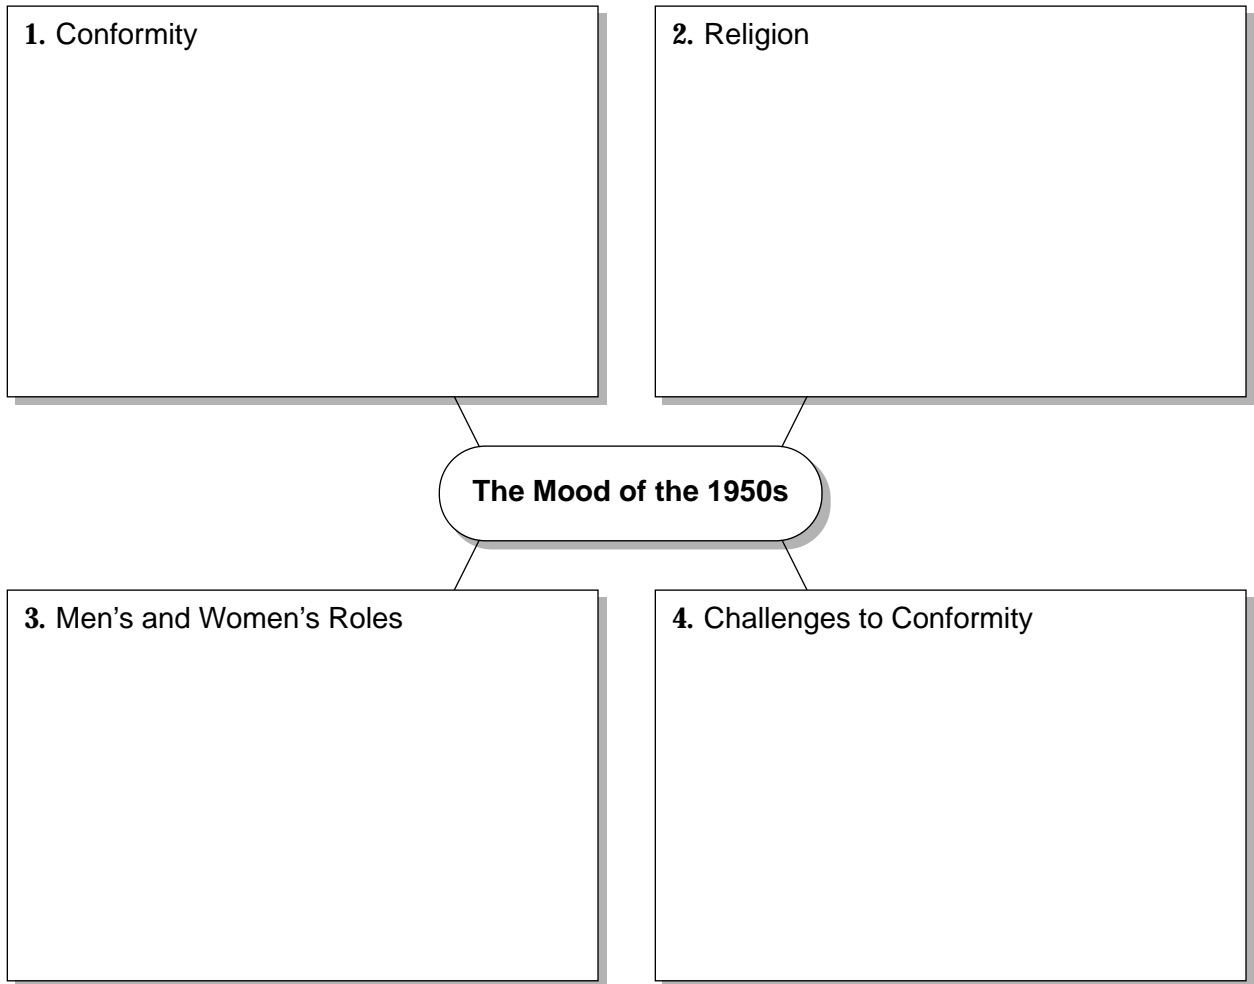 1. Conformity
2. Religion
The Mood of the 1950s
3. Men’s and Women’s Roles
4. Challenges to Conformity